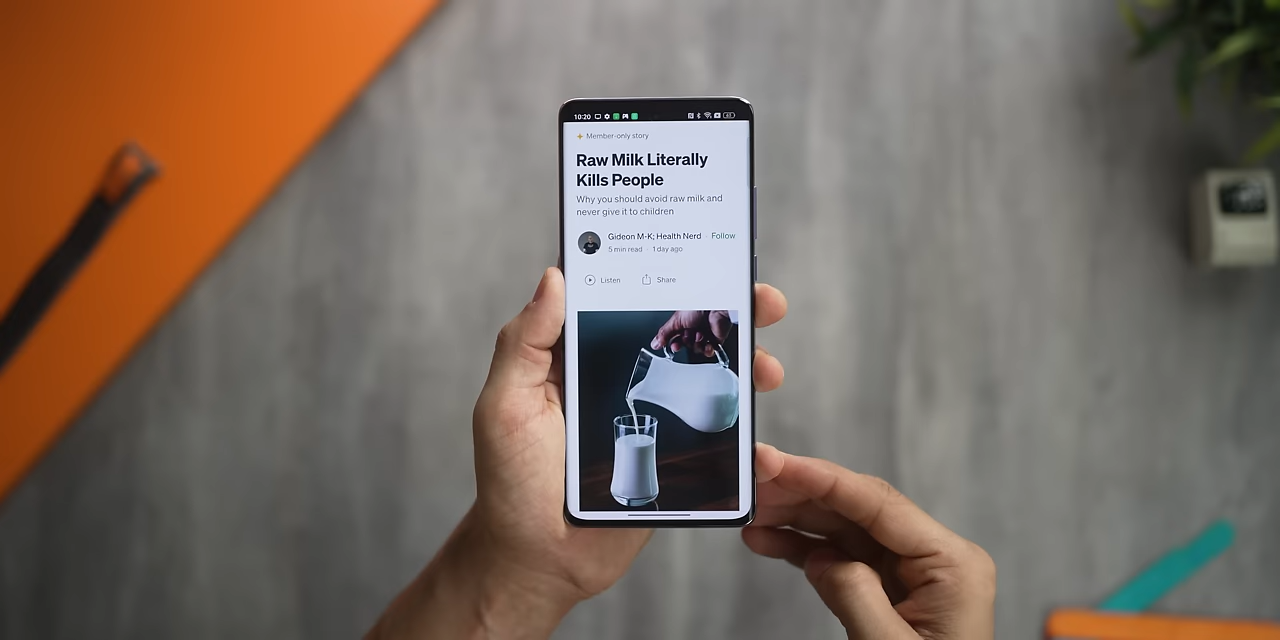 10:20
Member-only story
Raw Milk Literally
Kills People
Why you should avoid raw milk and
never give it to children
Gideon M-K; Health Nerd · Follow
5 min read · 1 day ago
Listen
Share